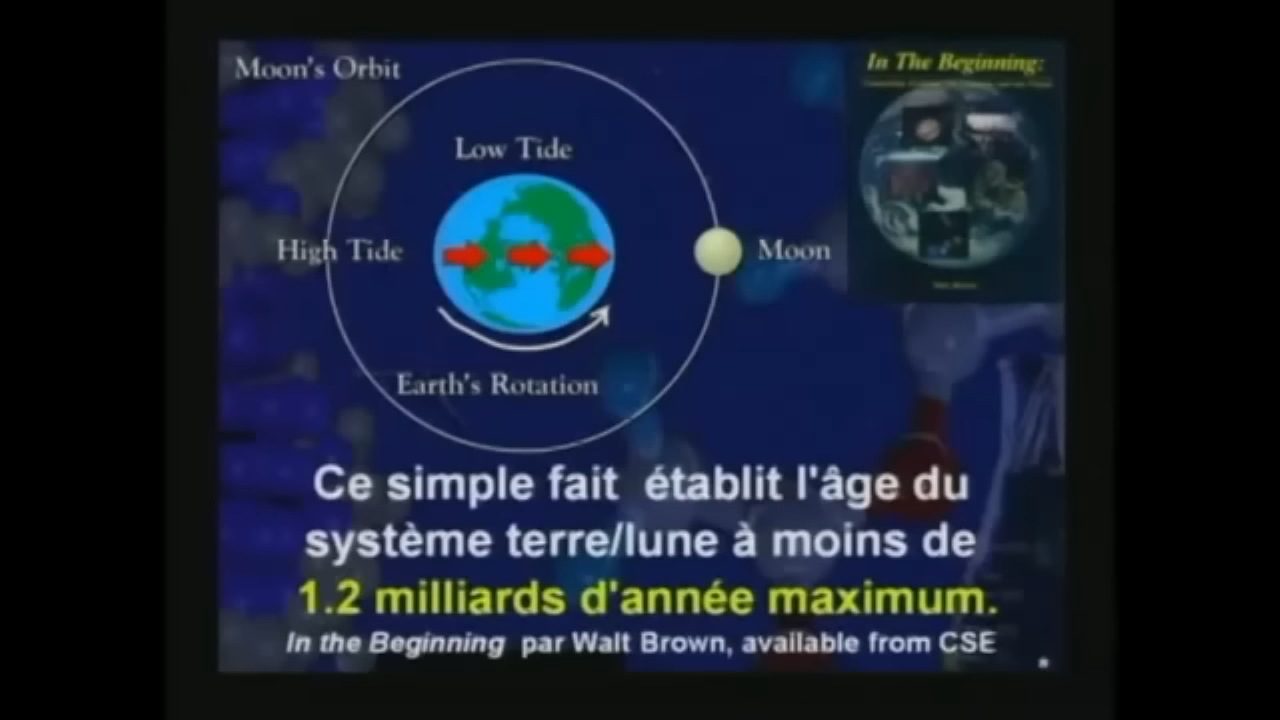 Moon's Orbit
In The Beginning:
Low Tide
High Tide
Moon
Earth's Rotation
Ce simple fait établit l'âge du
système terre/lune à moins de
1.2 milliards d'année maximum.
In the Beginning par Walt Brown, available from CSE